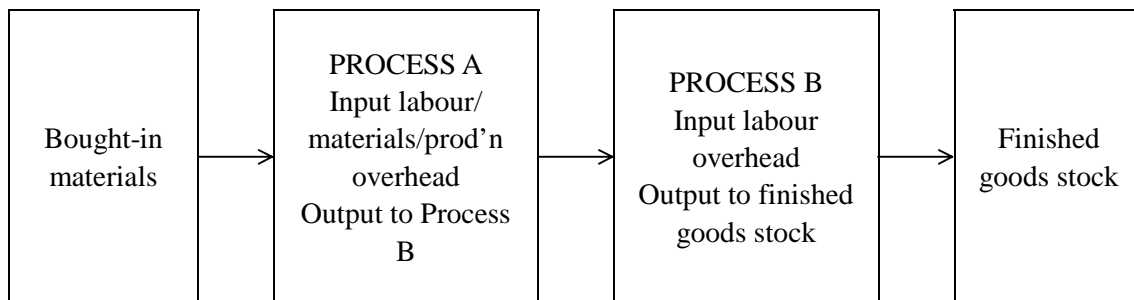 Bought-in
materials
PROCESS A
Input labour/
materials/prod’n
overhead
Output to Process
B
PROCESS B
Input labour
overhead
Output to finished
goods stock
Finished
goods stock